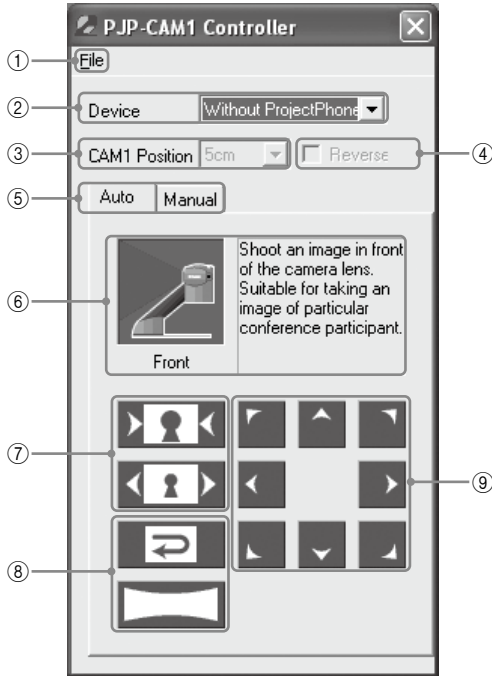 PJP-CAM1 Controller
① File
② Device Without ProjectPhone
③ CAM1 Position 5cm Reverse ④
⑤ Auto Manual
⑥ Shoot an image in front
of the camera lens.
Suitable for taking an
image of particular
conference participant.
Front
⑦
⑨
⑧